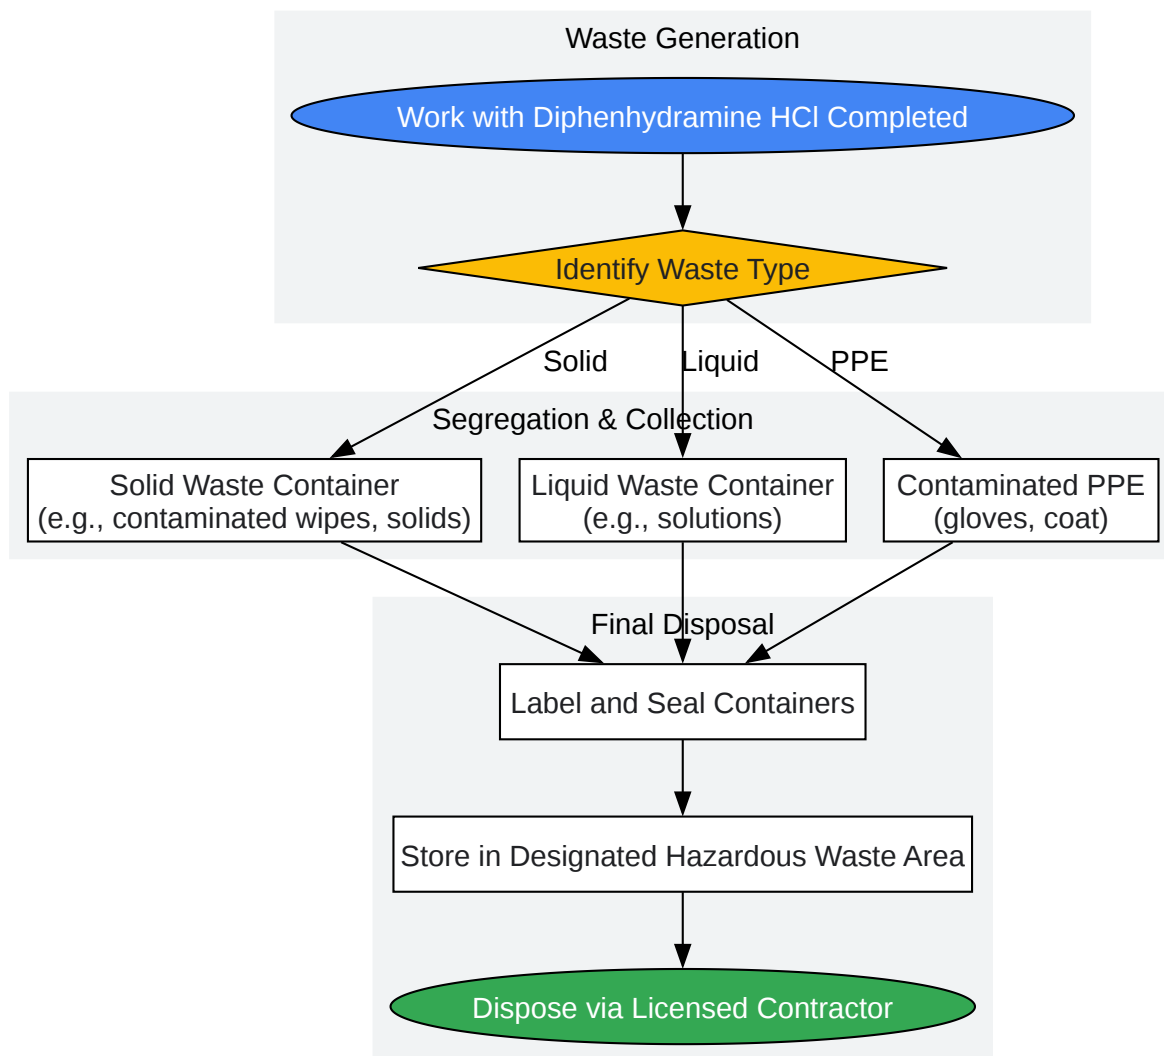 Waste Generation
Work with Diphenhydramine HCl Completed
Identify Waste Type
Solid
Liquid
PPE
Segregation & Collection
Solid Waste Container
(e.g., contaminated wipes, solids)
Liquid Waste Container
(e.g., solutions)
Contaminated PPE
(gloves, coat)
Final Disposal
Label and Seal Containers
Store in Designated Hazardous Waste Area
Dispose via Licensed Contractor